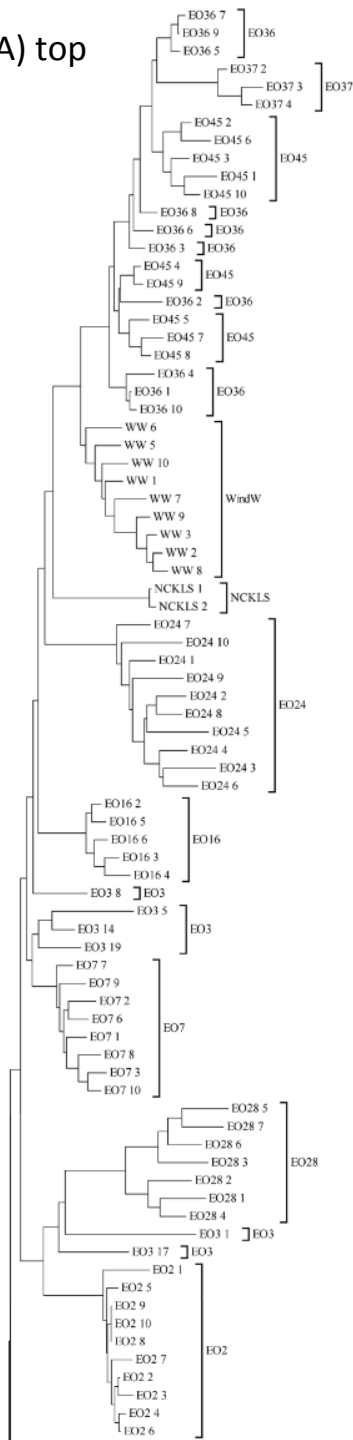 A) top
EO36 7
EO36 9
EO36
EO36 5
EO37 2
EO37 3
EO37
EO37 4
EO45 2
EO45 6
EO45 3
EO45
EO45 1
EO45 10
EO36 8
EO36
EO36 6
EO36
EO36 3
EO36
EO45 4
EO45
EO45 9
EO36 2
EO36
EO45 5
EO45 7
EO45
EO45 8
EO36 4
EO36 1
EO36
EO36 10
WW 6
WW 5
WW 10
WW 1
WW 7
WindW
WW 9
WW 3
WW 2
WW 8
NCKLS 1
NCKLS
NCKLS 2
EO24 7
EO24 10
EO24 1
EO24 9
EO24 2
EO24
EO24 8
EO24 5
EO24 4
EO24 3
EO24 6
EO16 2
EO16 5
EO16 6
EO16
EO16 3
EO16 4
EO3 8
EO3
EO3 5
EO3 14
EO3
EO3 19
EO7 7
EO7 9
EO7 2
EO7 6
EO7
EO7 1
EO7 8
EO7 3
EO7 10
EO28 5
EO28 7
EO28 6
EO28 3
EO28
EO28 2
EO28 1
EO28 4
EO3 1
EO3
EO3 17
EO3
EO2 1
EO2 5
EO2 9
EO2 10
EO2 8
EO2
EO2 7
EO2 2
EO2 3
EO2 4
EO2 6